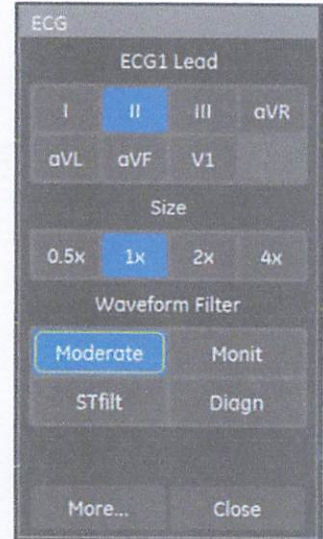 ECG
ECG1 Lead
I II III aVR
aVL aVF V1
Size
0.5x 1x 2x 4x
Waveform Filter
Moderate Monit
STfilt Diagn
More... Close